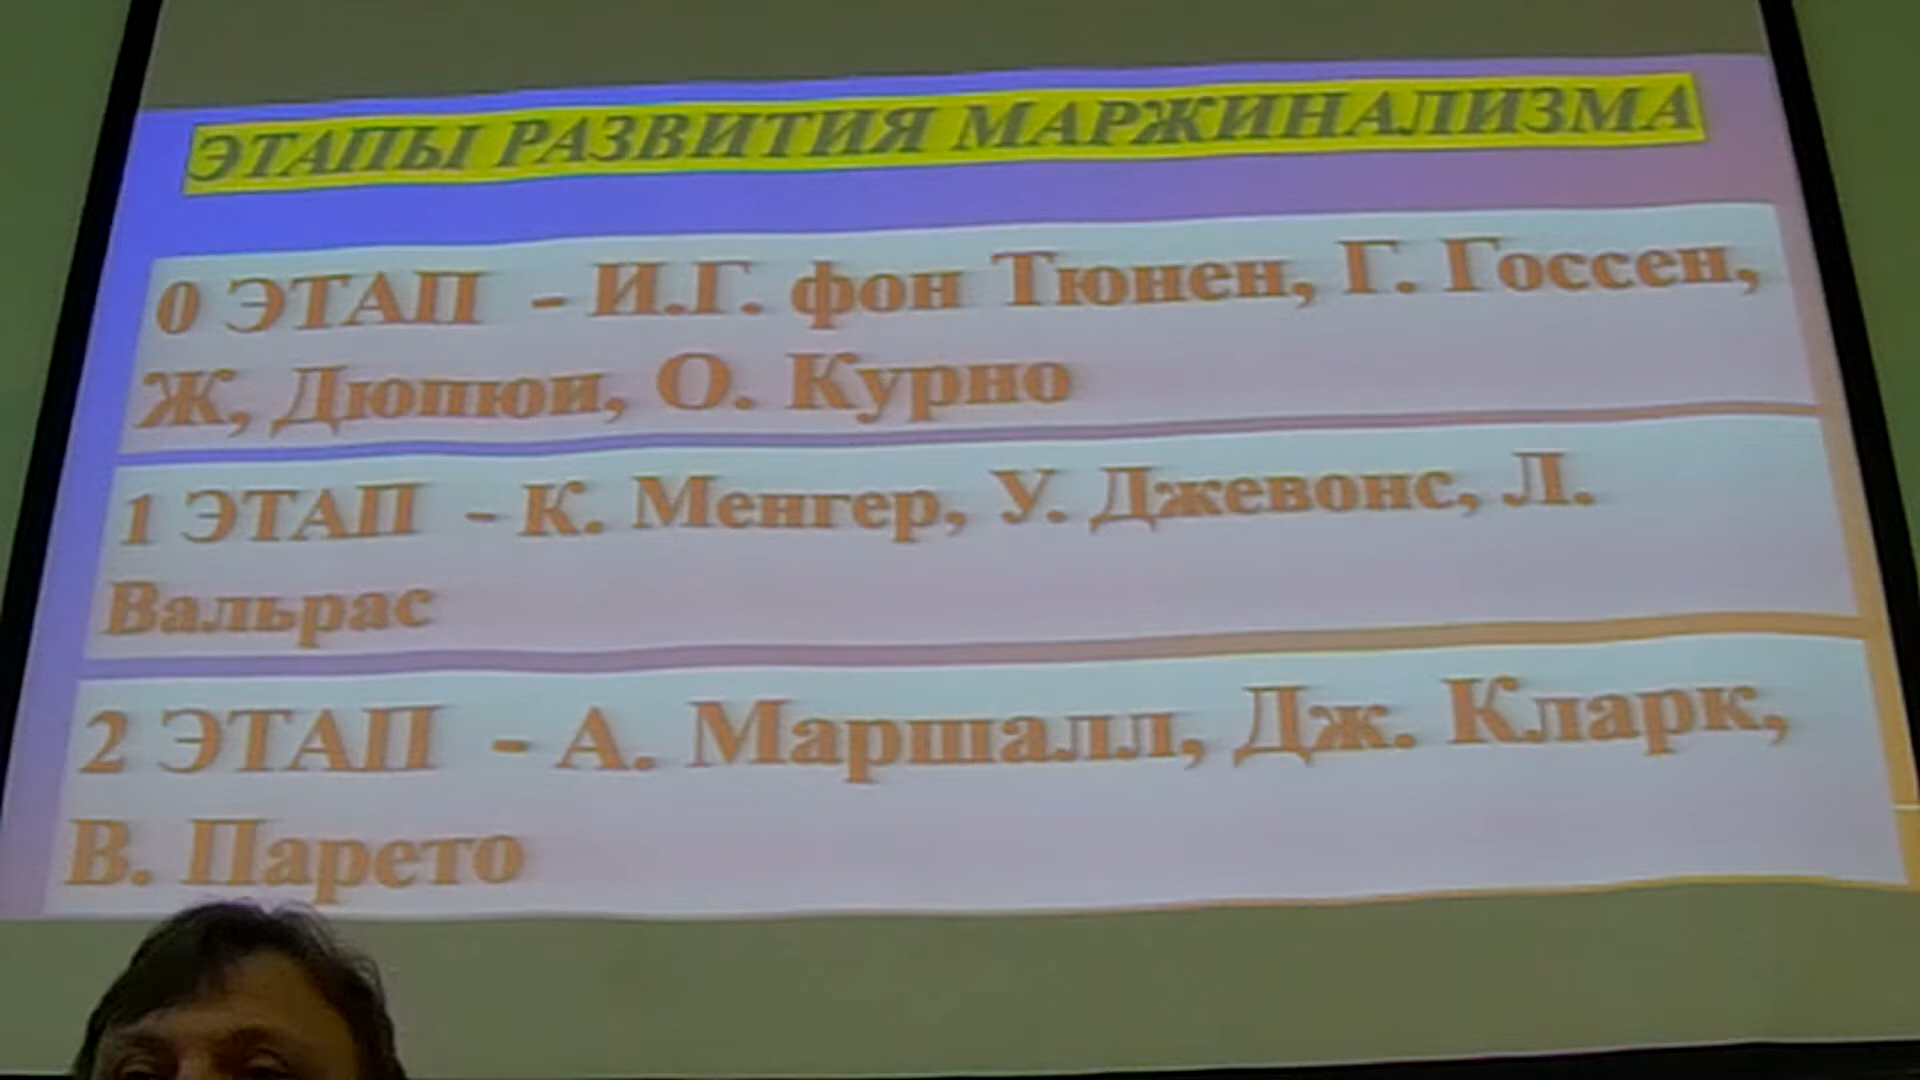 ЭТАПЫ РАЗВИТИЯ МАРЖИНАЛИЗМА
0 ЭТАП - И.Г. фон Тюнен, Г. Госсен,
Ж, Дюпюи, О. Курно
1 ЭТАП - К. Менгер, У. Джевонс, Л.
Вальрас
2 ЭТАП - А. Маршалл, Дж. Кларк,
В. Парето